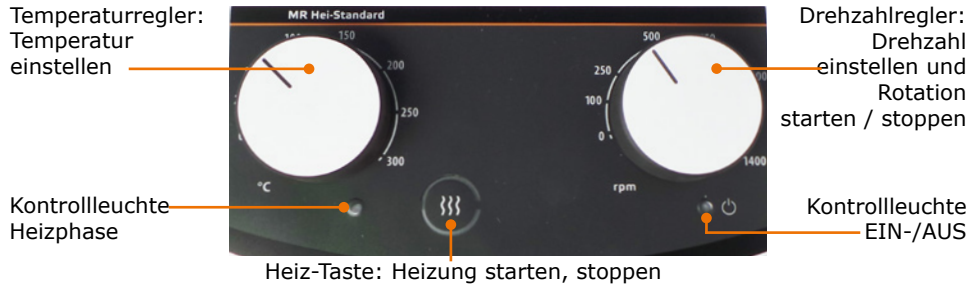 Temperaturregler:
Temperatur
einstellen
MR Hei-Standard
150
200
250
300
°C
500
250
100
0
1400
rpm
Drehzahlregler:
Drehzahl
einstellen und
Rotation
starten / stoppen
Kontrollleuchte
Heizphase
Kontrollleuchte
EIN-/AUS
Heiz-Taste: Heizung starten, stoppen